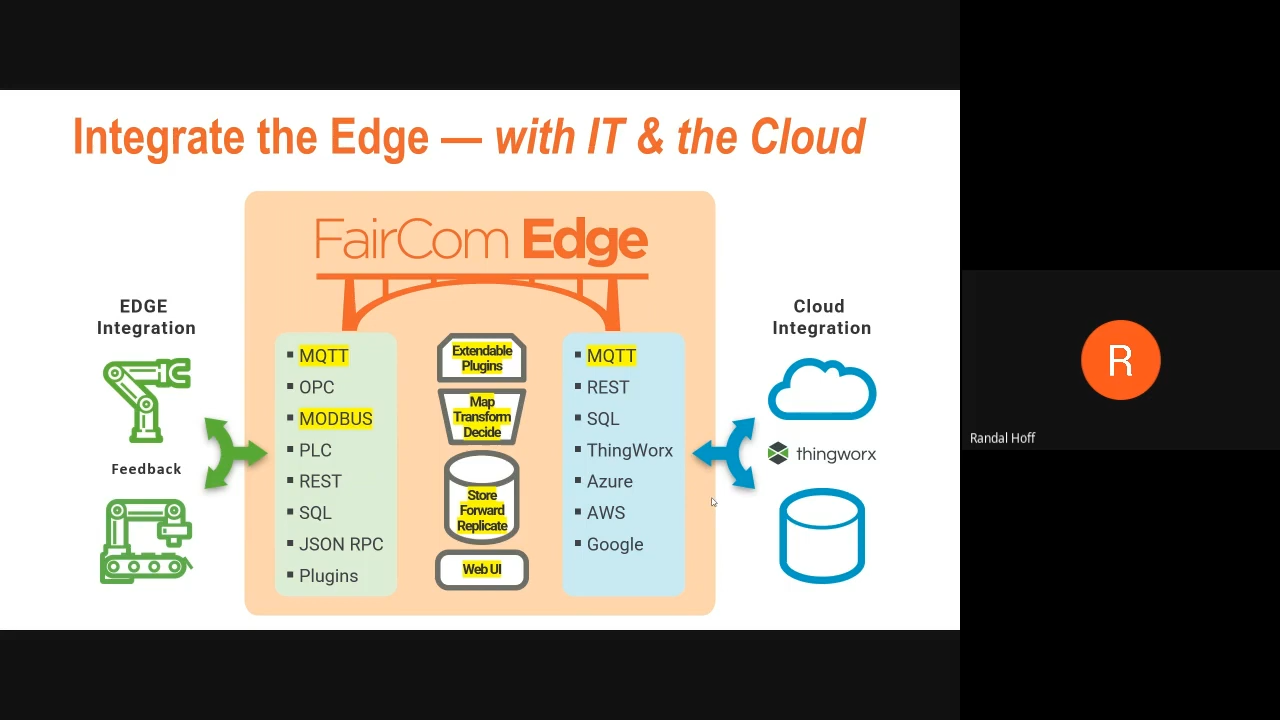 Integrate the Edge — with IT & the Cloud
FairCom Edge
EDGE
Integration
Feedback
MQTT
OPC
MODBUS
PLC
REST
SQL
JSON RPC
Plugins
Extendable
Plugins
Map
Transform
Decide
Store
Forward
Replicate
Web UI
MQTT
REST
SQL
ThingWorx
Azure
AWS
Google
Cloud
Integration
thingworx
R
Randal Hoff